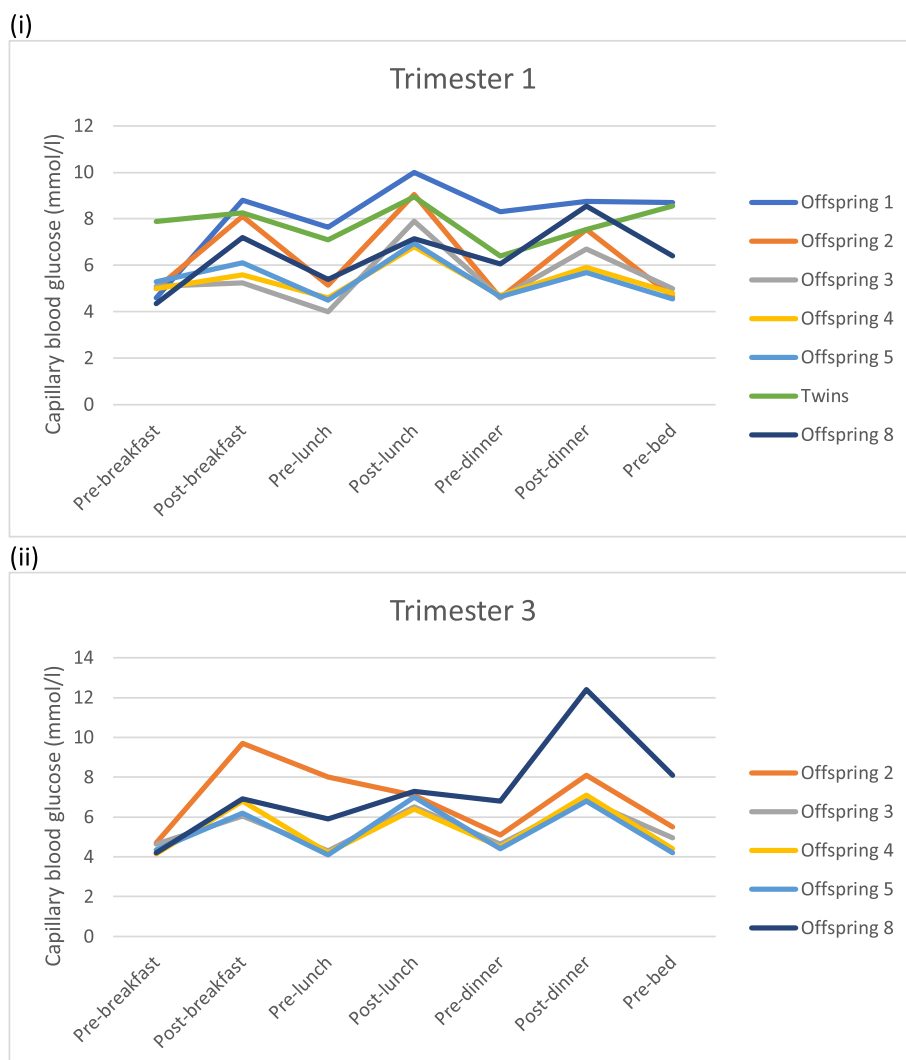 (i)
Trimester 1
Capillary blood glucose (mmol/l)
12
10
8
6
4
2
0
Pre-breakfast
Post-breakfast
Pre-lunch
Post-lunch
Pre-dinner
Post-dinner
Pre-bed
Offspring 1
Offspring 2
Offspring 3
Offspring 4
Offspring 5
Twins
Offspring 8
(ii)
Trimester 3
Capillary blood glucose (mmol/l)
14
12
10
8
6
4
2
0
Pre-breakfast
Post-breakfast
Pre-lunch
Post-lunch
Pre-dinner
Post-dinner
Pre-bed
Offspring 2
Offspring 3
Offspring 4
Offspring 5
Offspring 8